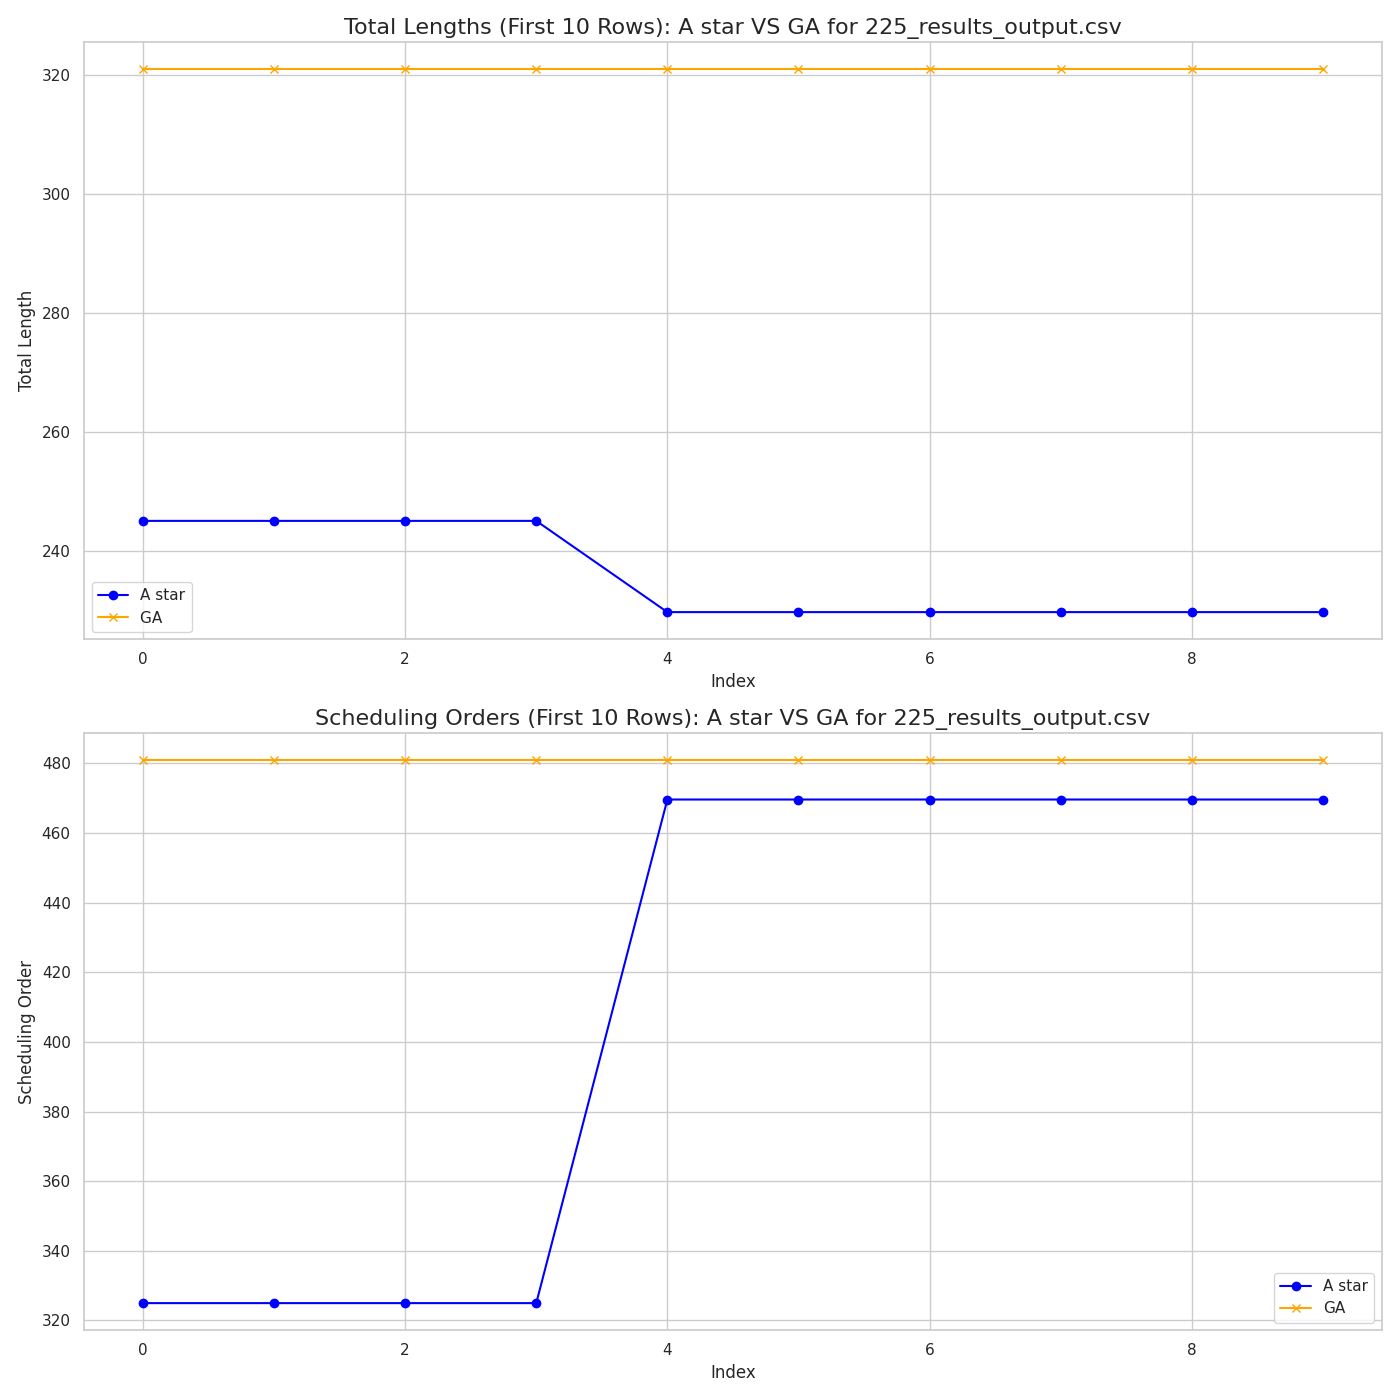 Total Lengths (First 10 Rows): A star VS GA for 225_results_output.csv
Total Length
320
300
280
260
240
A star
GA
0 2 4 6 8
Index
Scheduling Orders (First 10 Rows): A star VS GA for 225_results_output.csv
Scheduling Order
480
460
440
420
400
380
360
340
320
A star
GA
0 2 4 6 8
Index